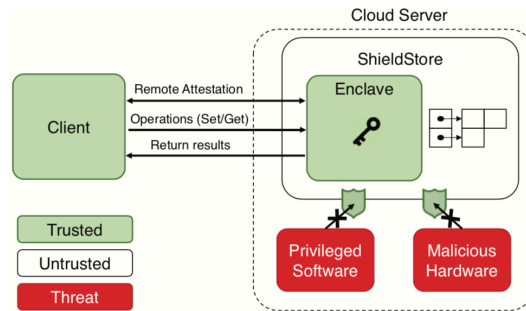 Cloud Server
ShieldStore
Client
Remote Attestation
Operations (Set/Get)
Return results
Enclave
Privileged
Software
Malicious
Hardware
Trusted
Untrusted
Threat